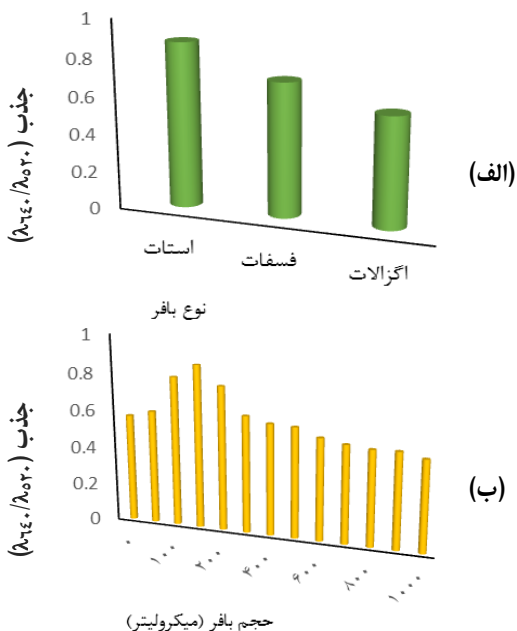 1
0.8
0.6
0.4
0.2
0
جذب (λ۶۴۰/λ۵۲۰)
استات
فسفات
اگزالات
نوع بافر
(الف)
1
0.8
0.6
0.4
0.2
0
جذب (λ۶۴۰/λ۵۲۰)
۰
۱۰۰
۲۰۰
۴۰۰
۶۰۰
۸۰۰
۱۰۰۰
حجم بافر (میکرولیتر)
(ب)